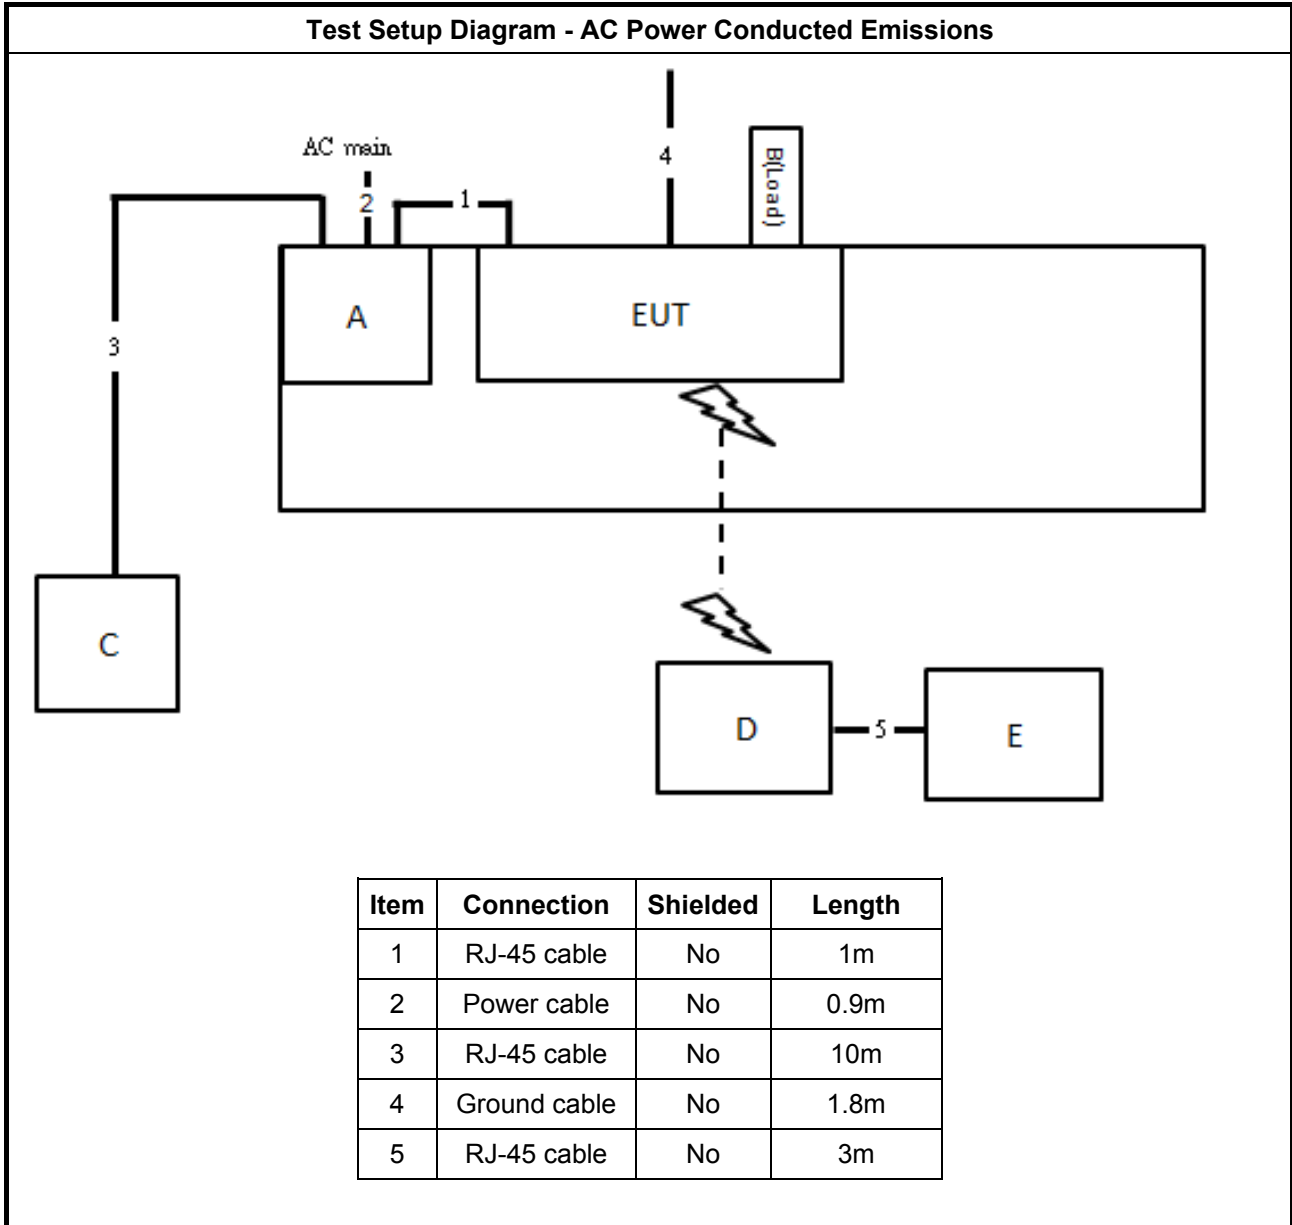 Test Setup Diagram - AC Power Conducted Emissions
AC main
4
B(Load)
2
1
A
EUT
3
C
D
5
E
Item Connection Shielded Length
1 RJ-45 cable No 1m
2 Power cable No 0.9m
3 RJ-45 cable No 10m
4 Ground cable No 1.8m
5 RJ-45 cable No 3m